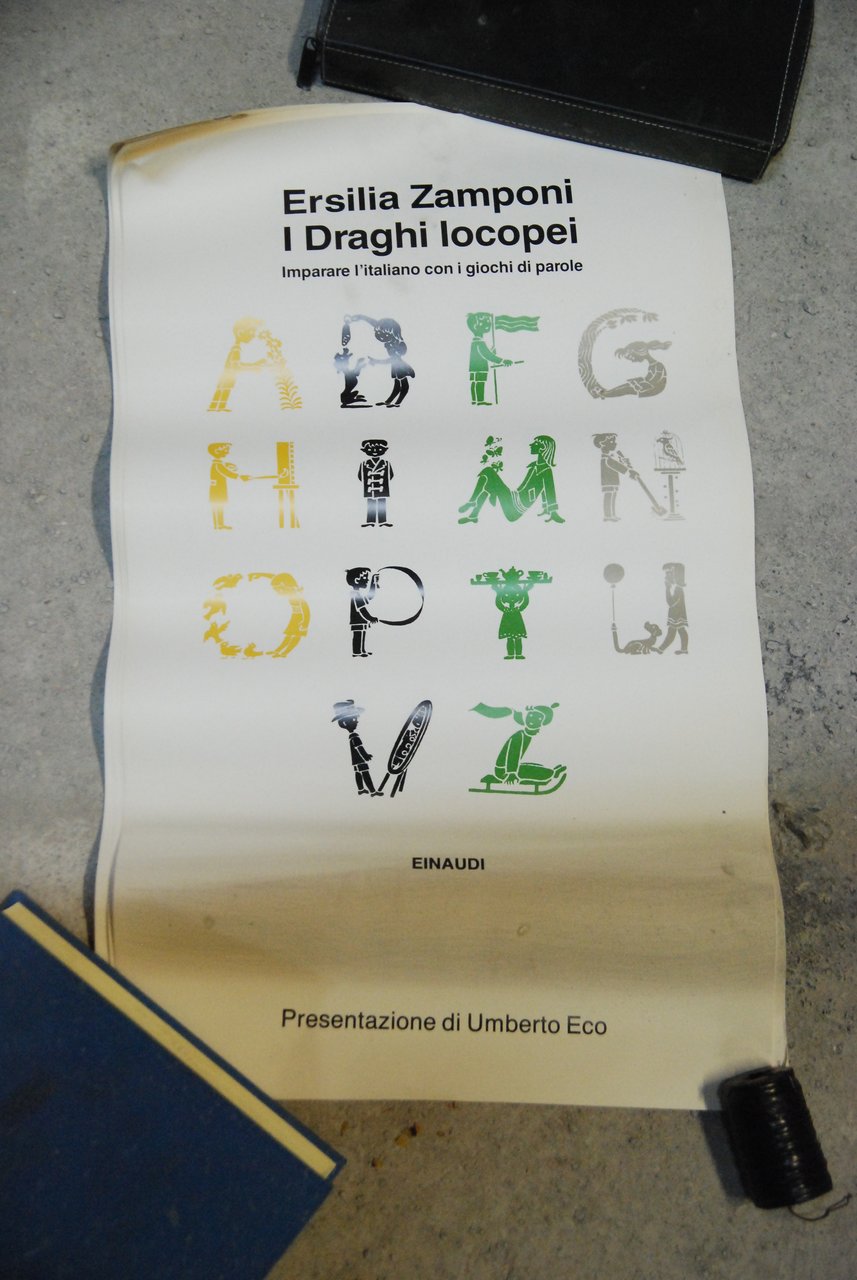 Ersilia Zamponi
I Draghi locopei
Imparare l'italiano con i giochi di parole
A B F G
H I M N
O P T U
V Z
EINAUDI
Presentazione di Umberto Eco